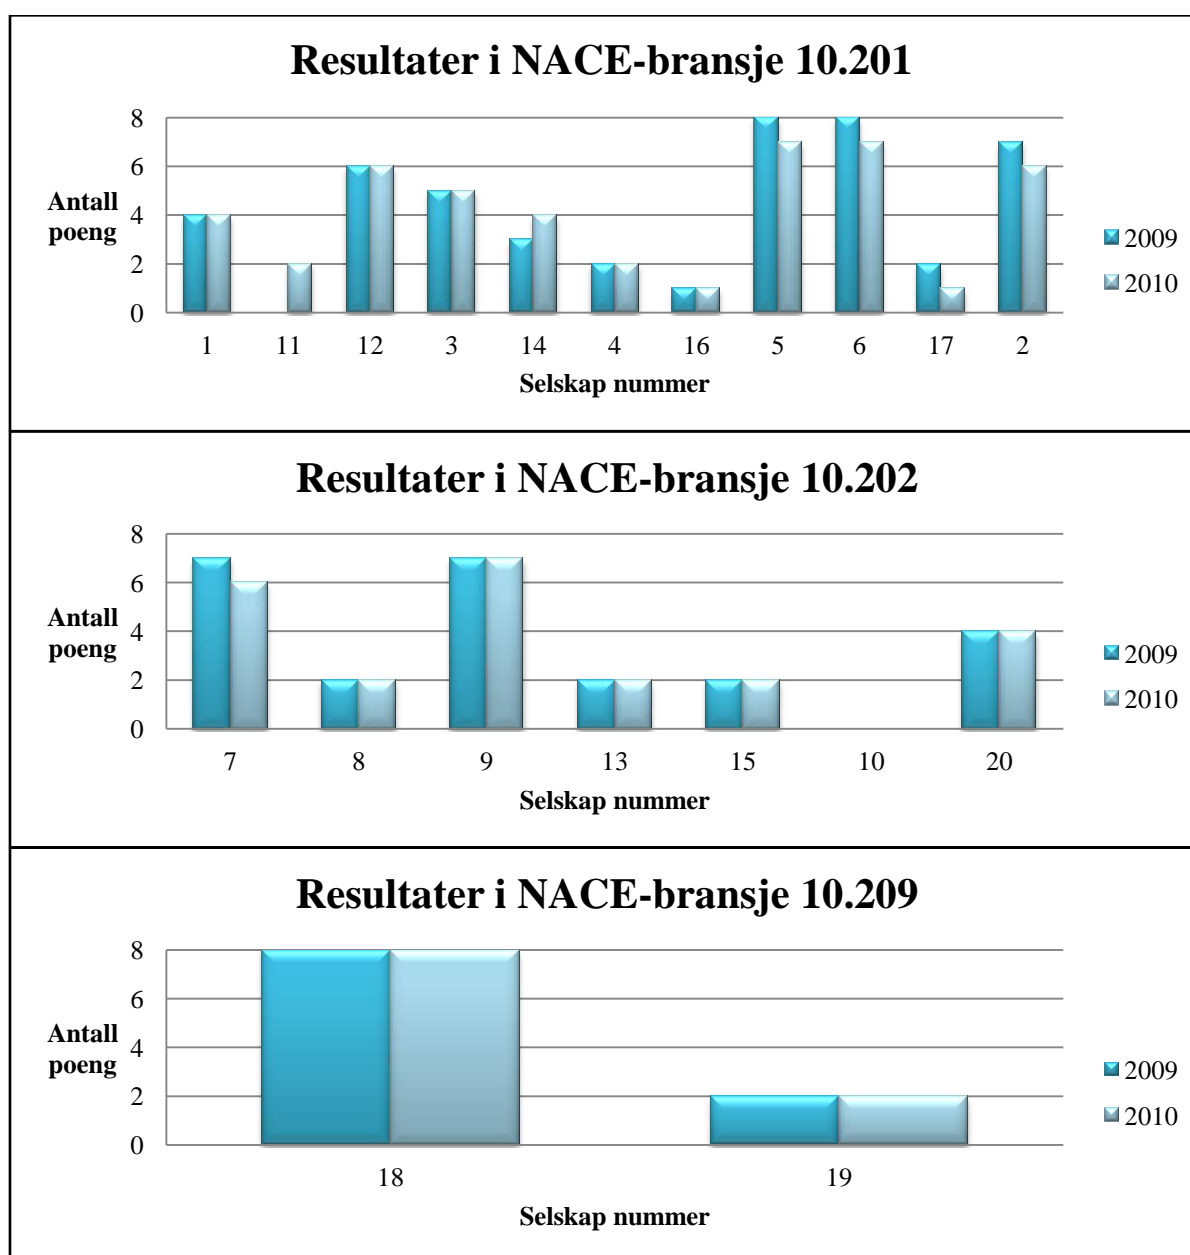 Resultater i NACE-bransje 10.201
8
6
4
2
0
Antall
poeng
1 11 12 3 14 4 16 5 6 17 2
Selskap nummer
2009
2010
Resultater i NACE-bransje 10.202
8
6
4
2
0
Antall
poeng
7 8 9 13 15 10 20
Selskap nummer
2009
2010
Resultater i NACE-bransje 10.209
8
6
4
2
0
Antall
poeng
18 19
Selskap nummer
2009
2010